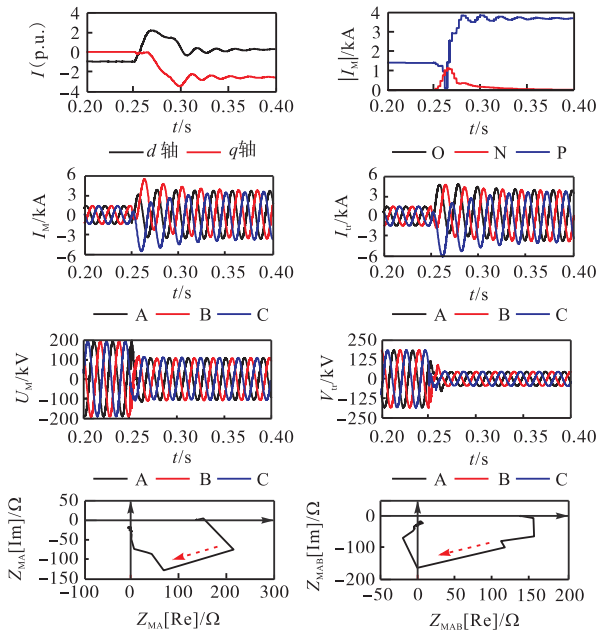 I (p.u.)
4
2
0
−2
−4
0.20 0.25 0.30 0.35 0.40
t/s
d 轴 q轴
|I_M|/kA
4
3
2
1
0
0.20 0.25 0.30 0.35 0.40
t/s
O N P
I_M/kA
6
3
0
−3
−6
0.20 0.25 0.30 0.35 0.40
t/s
A B C
I_tr/kA
6
3
0
−3
−6
0.20 0.25 0.30 0.35 0.40
t/s
A B C
U_M/kV
200
100
0
−100
−200
0.20 0.25 0.30 0.35 0.40
t/s
A B C
V_tr/kV
250
125
0
−125
−250
0.20 0.25 0.30 0.35 0.40
t/s
A B C
Z_MA[Im]/Ω
50
0
−50
−100
−150
−100 0 100 200 300
Z_MA[Re]/Ω
Z_MAB[Im]/Ω
0
−100
−200
−50 0 50 100 150 200
Z_MAB[Re]/Ω